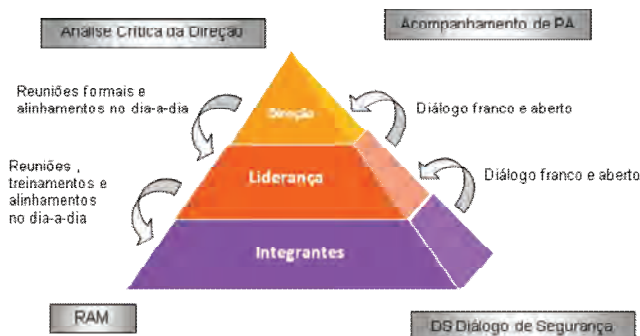 Análise Crítica da Direção
Acompanhamento de PA
Reuniões formais e
alinhamentos no dia-a-dia
Direção
Diálogo franco e aberto
Reuniões ,
treinamentos e
alinhamentos
no dia-a-dia
Liderança
Diálogo franco e aberto
Integrantes
RAM
DS Diálogo de Segurança